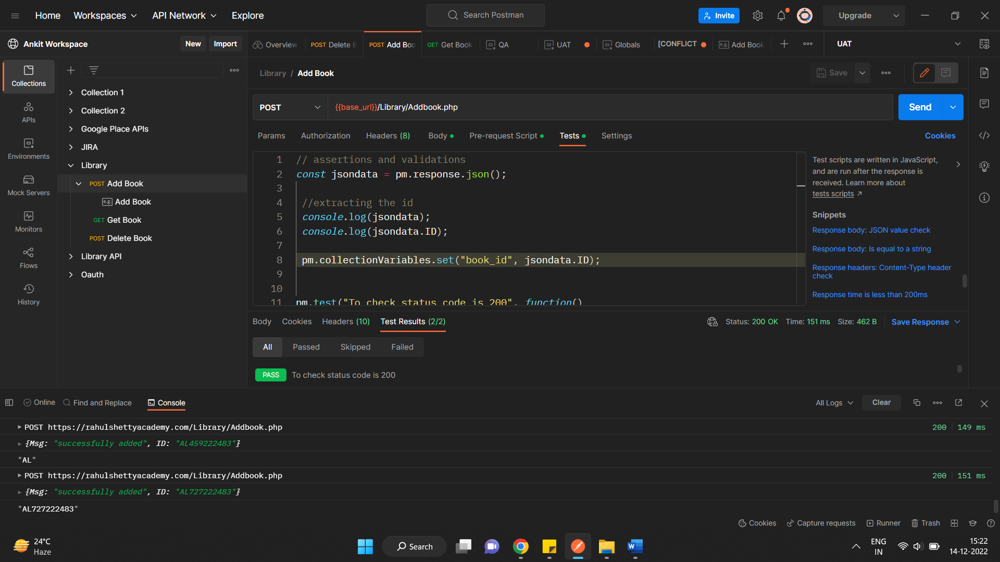 Home Workspaces API Network Explore
Search Postman
Invite
Upgrade
Ankit Workspace
New Import
Overview
POST Delete B
POST Add Boo
GET Get Book
QA
UAT
Globals
[CONFLICT
e.g. Add Book
UAT
Collections
APIs
Environments
Mock Servers
Monitors
Flows
History
Collection 1
Collection 2
Google Place APIs
JIRA
Library
POST Add Book
e.g. Add Book
GET Get Book
POST Delete Book
Library API
Oauth
Library / Add Book
Save
POST
{{base_url}}/Library/Addbook.php
Send
Params Authorization Headers (8) Body Pre-request Script Tests Settings
Cookies
1 // assertions and validations
2 const jsondata = pm.response.json();
3
4 //extracting the id
5 console.log(jsondata);
6 console.log(jsondata.ID);
7
8 pm.collectionVariables.set("book_id", jsondata.ID);
9
10
11 pm.test("To check status code is 200", function()
Test scripts are written in JavaScript,
and are run after the response is
received. Learn more about
tests scripts ↗
Snippets
Response body: JSON value check
Response body: Is equal to a string
Response headers: Content-Type header
check
Response time is less than 200ms
Body Cookies Headers (10) Test Results (2/2)
Status: 200 OK Time: 151 ms Size: 462 B Save Response
All Passed Skipped Failed
PASS To check status code is 200
Online Find and Replace Console
All Logs Clear
POST https://rahulshettyacademy.com/Library/Addbook.php 200 149 ms
{Msg: "successfully added", ID: "AL459222483"}
"AL"
POST https://rahulshettyacademy.com/Library/Addbook.php 200 151 ms
{Msg: "successfully added", ID: "AL727222483"}
"AL727222483"
Cookies Capture requests Runner Trash
24°C
Haze
Search
ENG
IN
15:22
14-12-2022